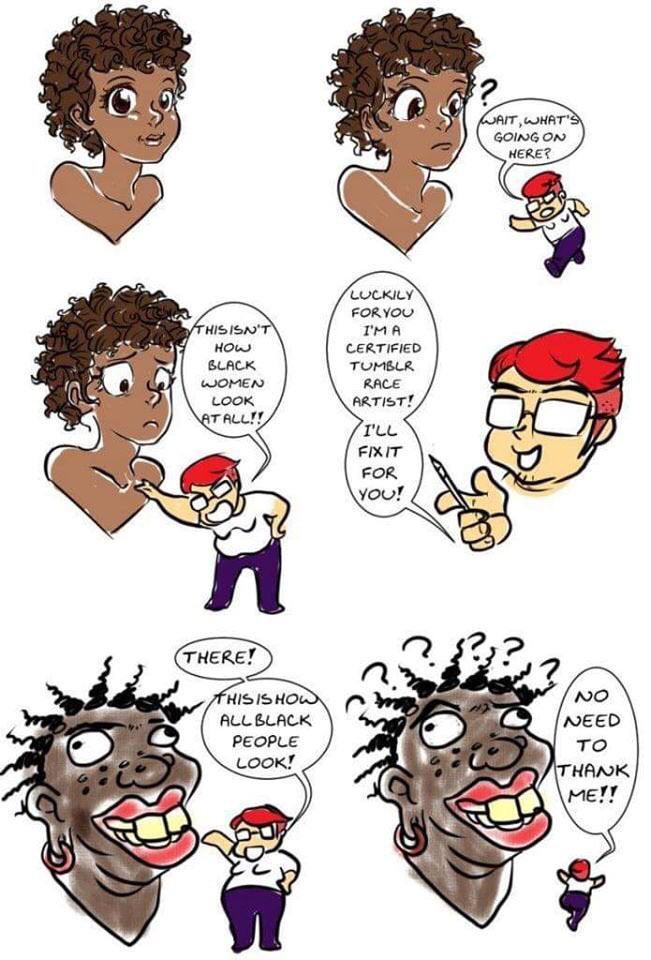 ?
WAIT, WHAT'S
GOING ON
HERE?
THIS ISN'T
HOW
BLACK
WOMEN
LOOK
AT ALL!!
LUCKILY
FOR YOU
I'M A
CERTIFIED
TUMBLR
RACE
ARTIST!
I'LL
FIX IT
FOR
YOU!
THERE!
THIS IS HOW
ALL BLACK
PEOPLE
LOOK!
? ? ? ? ? ?
NO
NEED
TO
THANK
ME!!